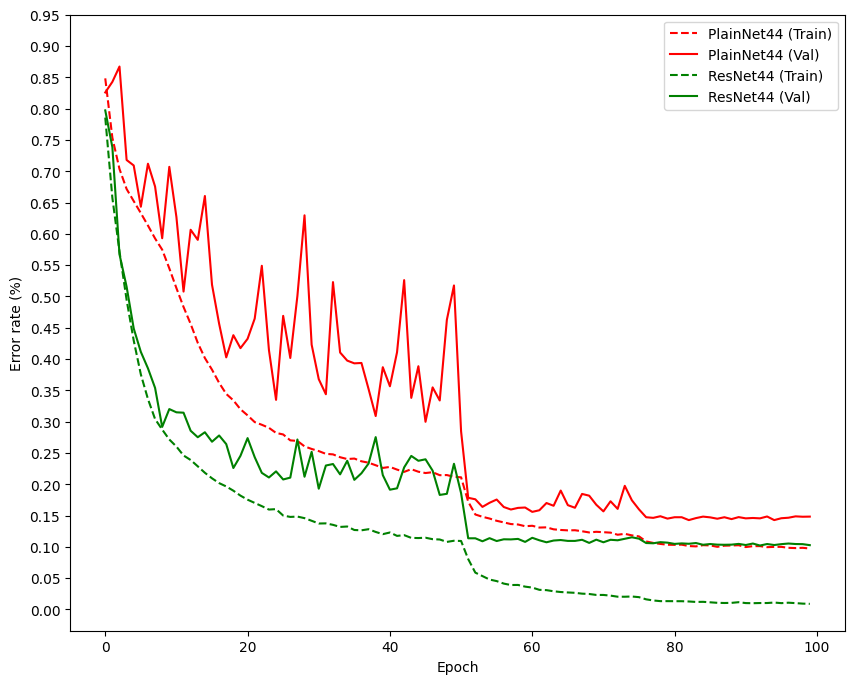 PlainNet44 (Train)
PlainNet44 (Val)
ResNet44 (Train)
ResNet44 (Val)
Error rate (%)
0.95
0.90
0.85
0.80
0.75
0.70
0.65
0.60
0.55
0.50
0.45
0.40
0.35
0.30
0.25
0.20
0.15
0.10
0.05
0.00
0 20 40 60 80 100
Epoch